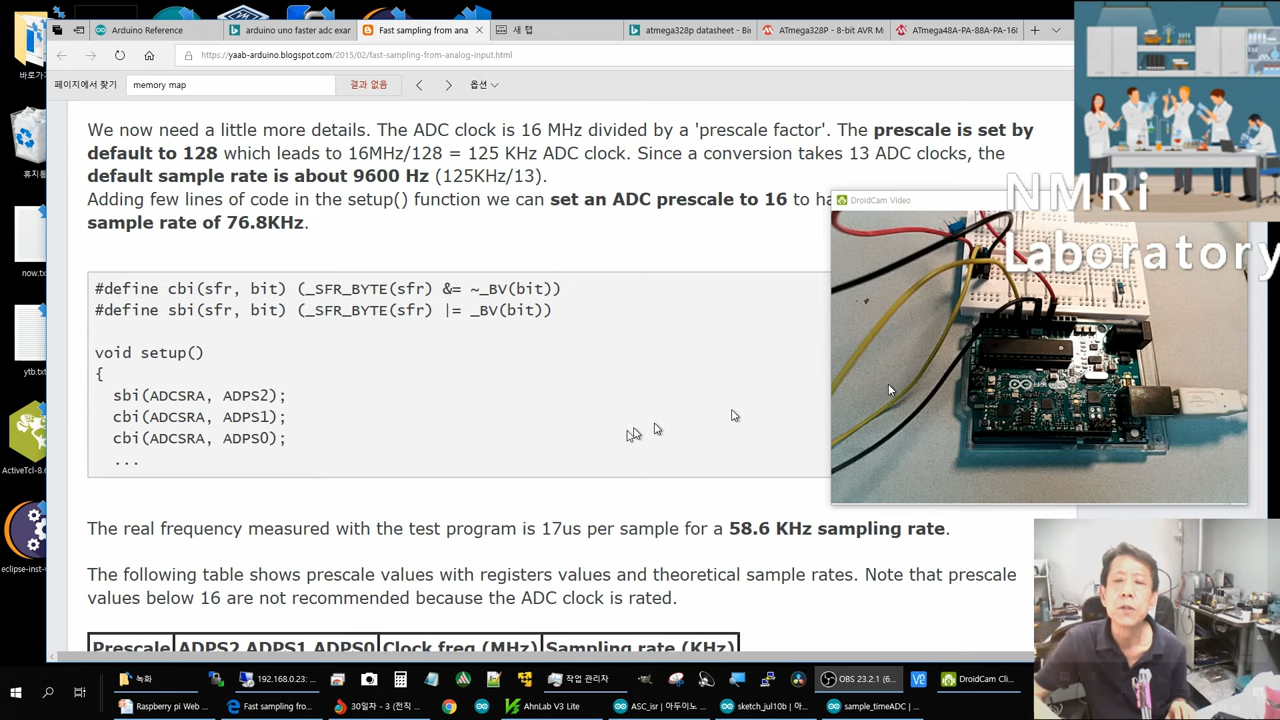 Arduino Reference
arduino uno faster adc exar
Fast sampling from ana
새 탭
atmega328p datasheet - Bin
ATmega328P - 8-bit AVR Mi
ATmega48A-PA-88A-PA-16
https://yaab-arduino.blogspot.com/2015/02/fast-sampling-from-analog-input.html
페이지에서 찾기
memory map
결과 없음
옵션
We now need a little more details. The ADC clock is 16 MHz divided by a 'prescale factor'. The prescale is set by
default to 128 which leads to 16MHz/128 = 125 KHz ADC clock. Since a conversion takes 13 ADC clocks, the
default sample rate is about 9600 Hz (125KHz/13).
Adding few lines of code in the setup() function we can set an ADC prescale to 16 to ha
sample rate of 76.8KHz.
#define cbi(sfr, bit) (_SFR_BYTE(sfr) &= ~_BV(bit))
#define sbi(sfr, bit) (_SFR_BYTE(sfr) |= _BV(bit))
void setup()
{
sbi(ADCSRA, ADPS2);
cbi(ADCSRA, ADPS1);
cbi(ADCSRA, ADPS0);
...
The real frequency measured with the test program is 17us per sample for a 58.6 KHz sampling rate.
The following table shows prescale values with registers values and theoretical sample rates. Note that prescale
values below 16 are not recommended because the ADC clock is rated.
Prescale ADPS2 ADPS1 ADPS0 Clock freq (MHz) Sampling rate (KHz)
DroidCam Video
NMRi
Laboratory
바로가기
휴지통
now.tx
ytb.txt
ActiveTcl-8.6
eclipse-inst-
녹화
192.168.0.23:
작업 관리자
OBS 23.2.1 (6...
DroidCam Cli...
Raspberry pi Web ...
Fast sampling fro...
30일차 - 3 (전직 ...
AhnLab V3 Lite
ASC_isr | 아두이노 ...
sketch_jul10b | 아...
sample_timeADC | ...